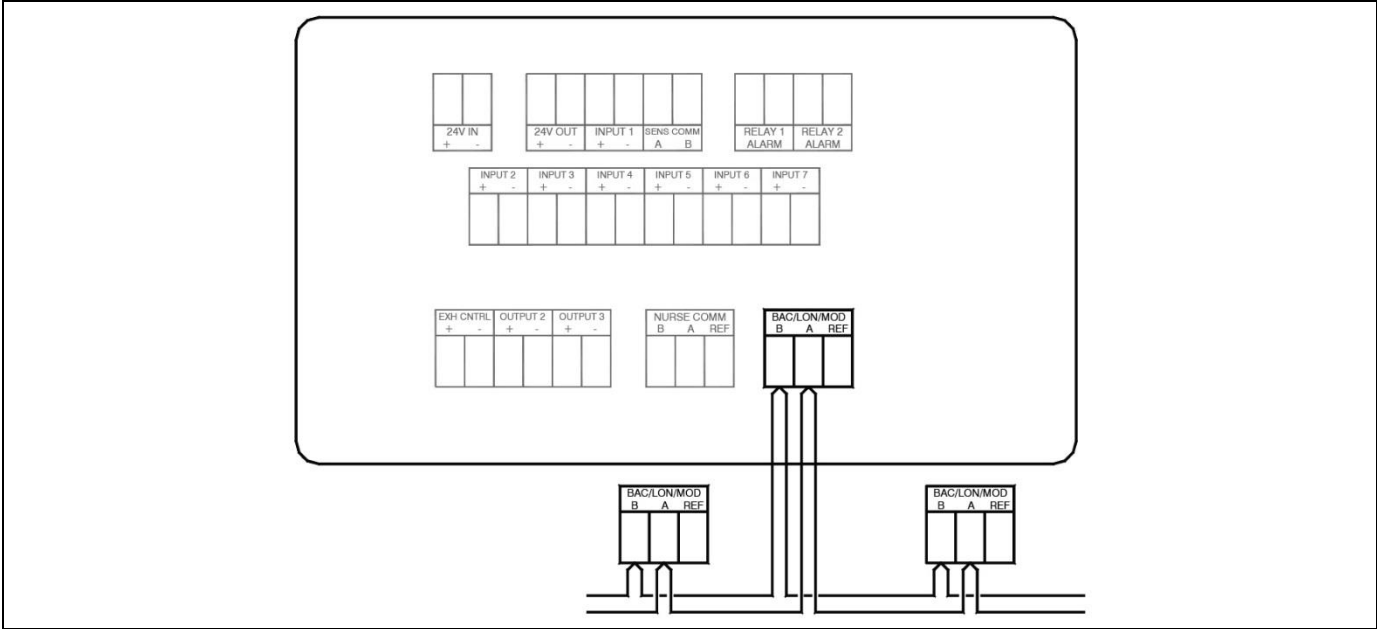 24V IN
+ -
24V OUT INPUT 1 SENS COMM
+ - + - A B
RELAY 1 RELAY 2
ALARM ALARM
INPUT 2 INPUT 3 INPUT 4 INPUT 5 INPUT 6 INPUT 7
+ - + - + - + - + - + -
EXH CNTRL OUTPUT 2 OUTPUT 3
+ - + - + -
NURSE COMM
B A REF
BAC/LON/MOD
B A REF
BAC/LON/MOD
B A REF
BAC/LON/MOD
B A REF